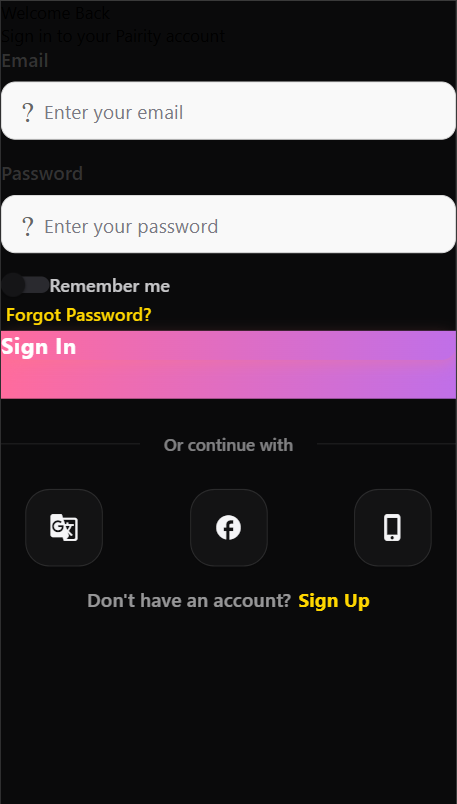 Welcome Back
Sign in to your Pairity account
Email
? Enter your email
Password
? Enter your password
Remember me
Forgot Password?
Sign In
Or continue with
Don't have an account? Sign Up